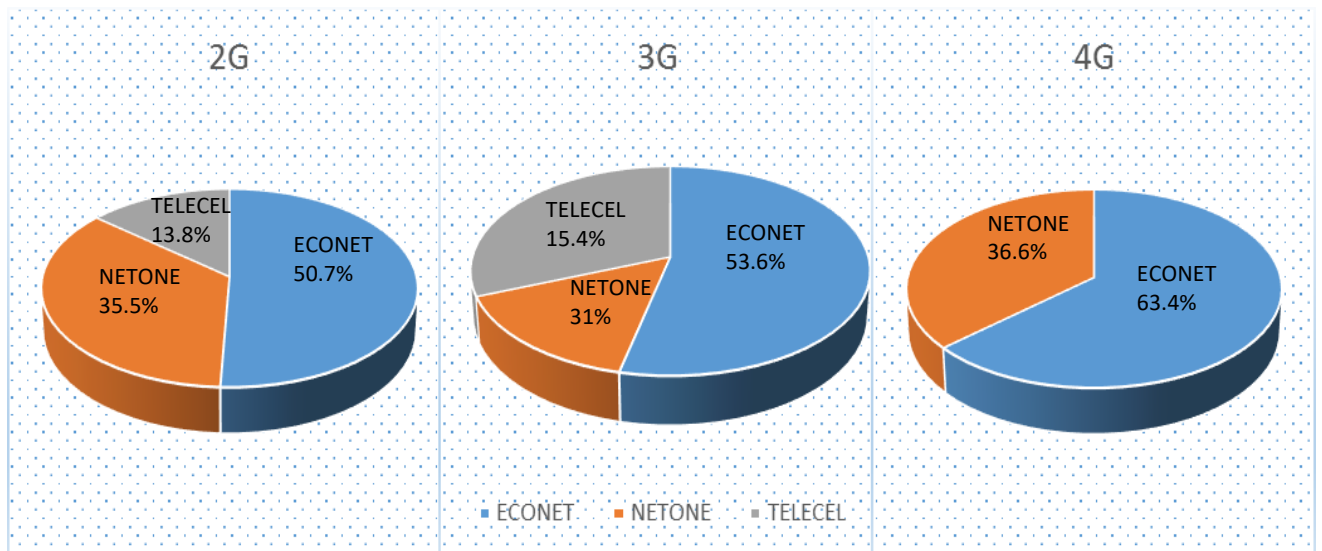 2G
TELECEL
13.8%
ECONET
50.7%
NETONE
35.5%
3G
TELECEL
15.4%
ECONET
53.6%
NETONE
31%
4G
NETONE
36.6%
ECONET
63.4%
ECONET NETONE TELECEL